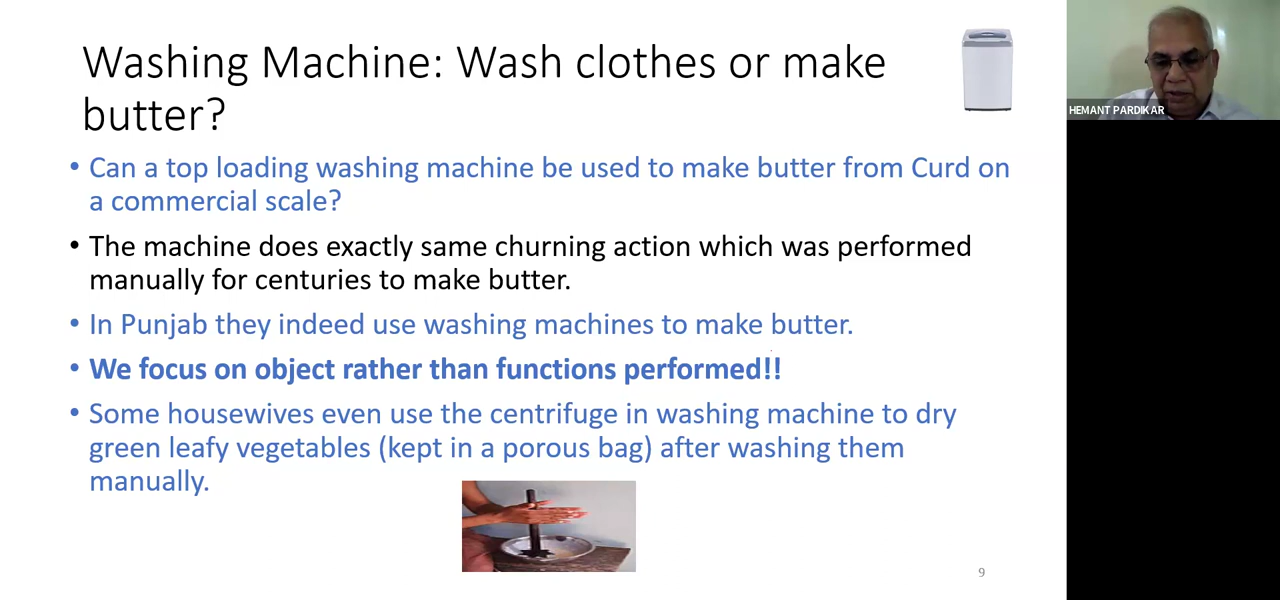 Washing Machine: Wash clothes or make
butter?
HEMANT PARDIKAR
• Can a top loading washing machine be used to make butter from Curd on
a commercial scale?
• The machine does exactly same churning action which was performed
manually for centuries to make butter.
• In Punjab they indeed use washing machines to make butter.
• We focus on object rather than functions performed!!
• Some housewives even use the centrifuge in washing machine to dry
green leafy vegetables (kept in a porous bag) after washing them
manually.
9